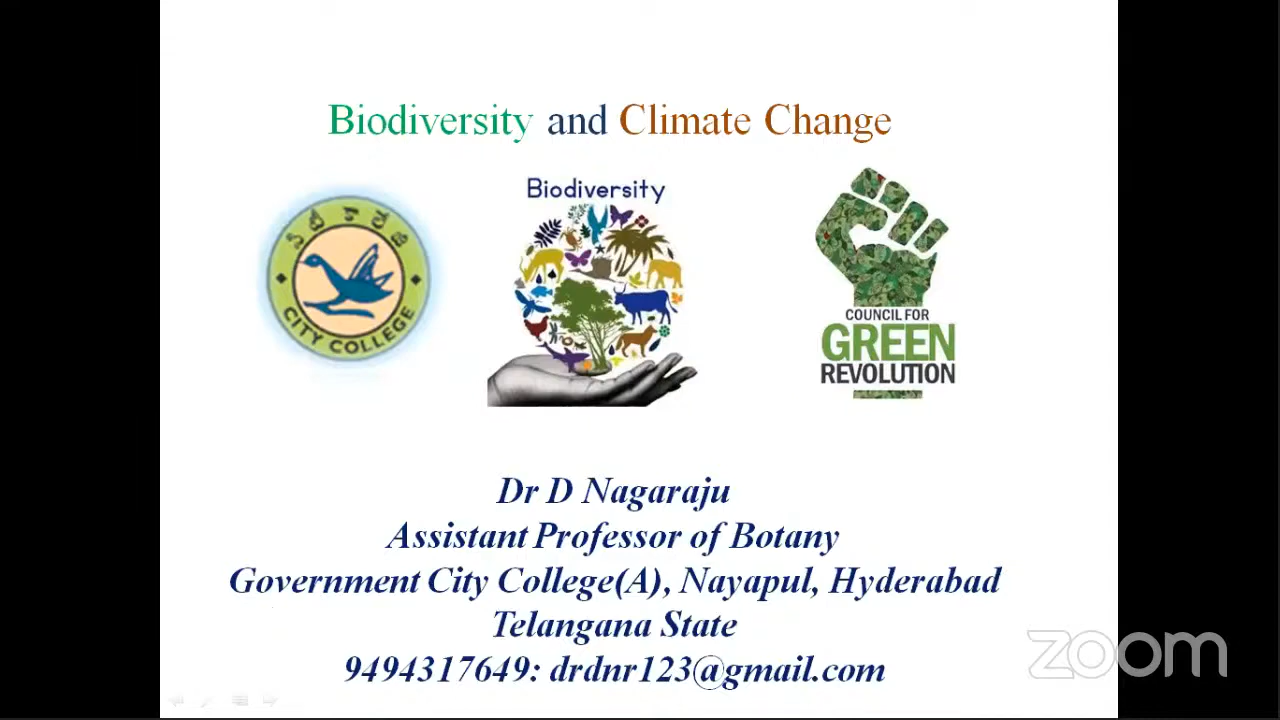 Biodiversity and Climate Change
సిటీ కాలేజి
CITY COLLEGE
Biodiversity
COUNCIL FOR
GREEN
REVOLUTION
Dr D Nagaraju
Assistant Professor of Botany
Government City College(A), Nayapul, Hyderabad
Telangana State
9494317649: drdnr123@gmail.com
zoom